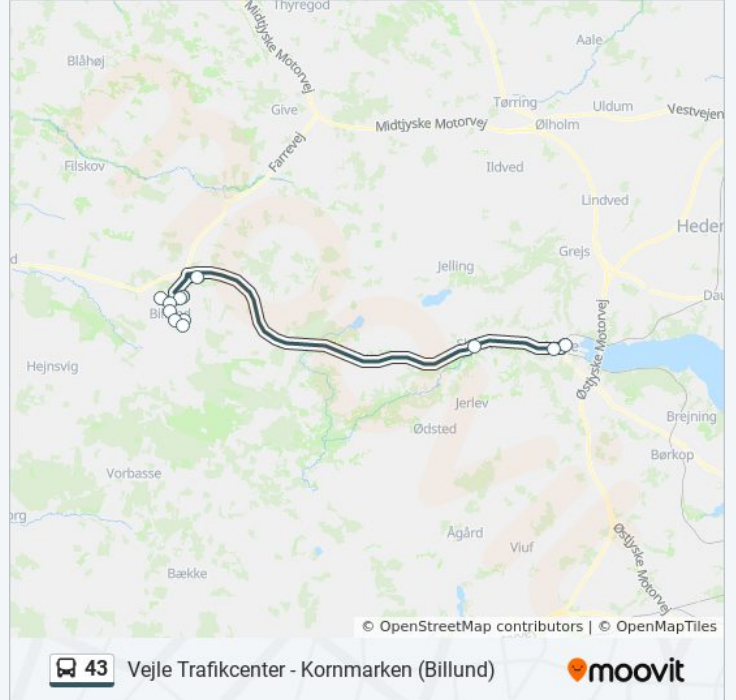 Thyregod
Midtjyske Motorvej
Aale
Blåhøj
Give
Tørring
Uldum
Vestvejen
Midtjyske Motorvej
Ølholm
Farrevej
Filskov
Ildved
Lindved
Heder
Grejs
d
Jelling
Dau
Hejnsvig
Østjyske Motorvej
Jerlev
Brejning
Ødsted
Børkop
Vorbasse
org
Ågård
Viuf
Østjyske Motorvej
Bække
© OpenStreetMap contributors | © OpenMapTiles
43 Vejle Trafikcenter - Kornmarken (Billund) moovit